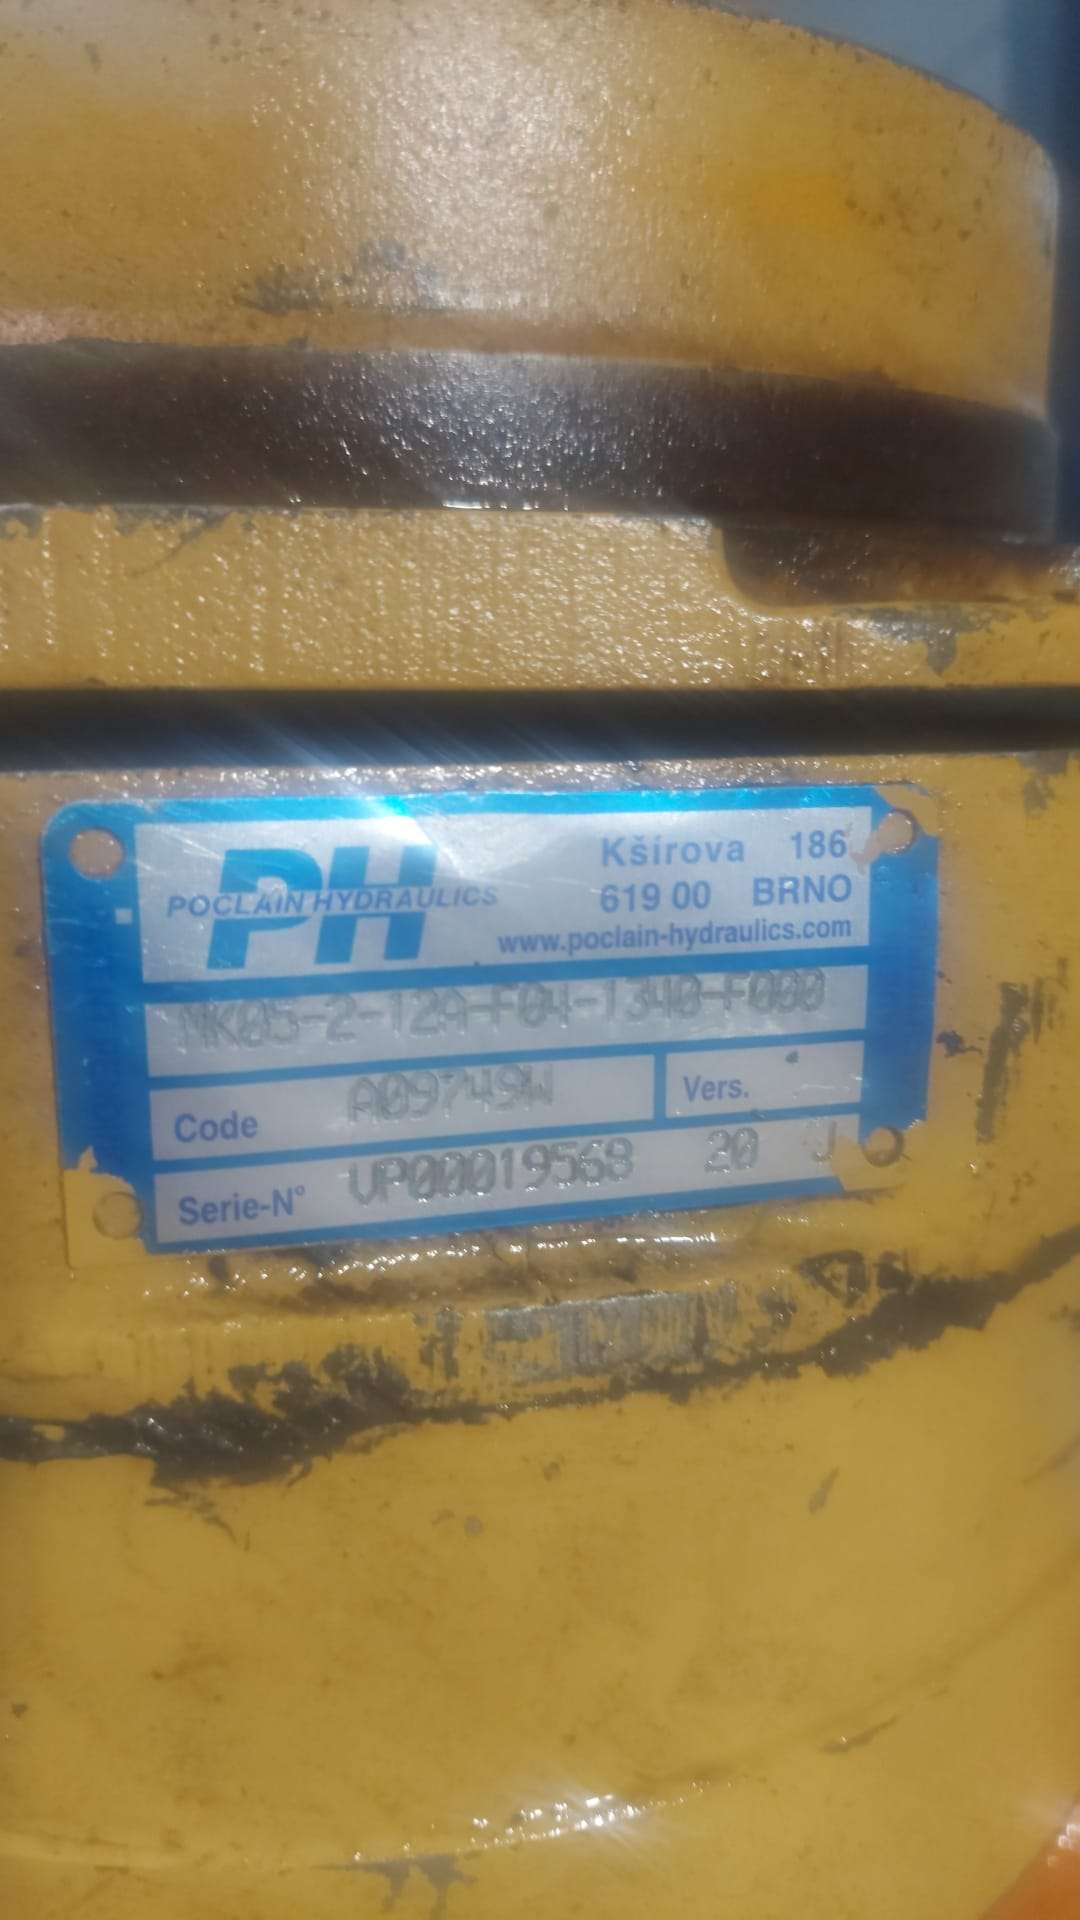 PH
POCLAIN HYDRAULICS
Kšírova 186
619 00 BRNO
www.poclain-hydraulics.com
MK05-2-12A-F04-1340-F000
Code A09749W Vers.
Serie-N° VP00019568 20 J